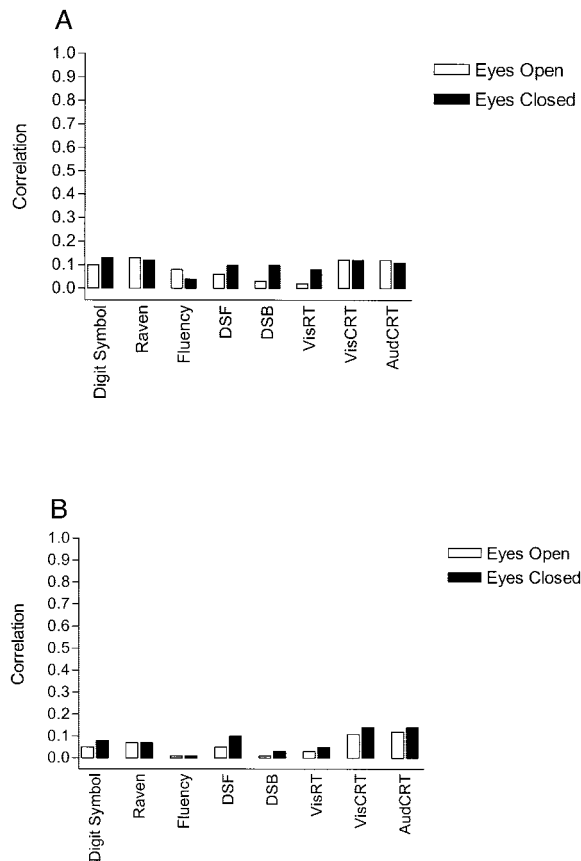 A
Eyes Open
Eyes Closed
Correlation
1.0
0.9
0.8
0.7
0.6
0.5
0.4
0.3
0.2
0.1
0.0
Digit Symbol
Raven
Fluency
DSF
DSB
VisRT
VisCRT
AudCRT
B
Eyes Open
Eyes Closed
Correlation
1.0
0.9
0.8
0.7
0.6
0.5
0.4
0.3
0.2
0.1
0.0
Digit Symbol
Raven
Fluency
DSF
DSB
VisRT
VisCRT
AudCRT